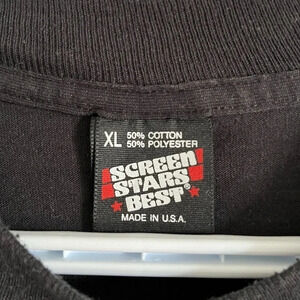 XL 50% COTTON
50% POLYESTER
SCREEN
STARS
BEST®
MADE IN U.S.A.